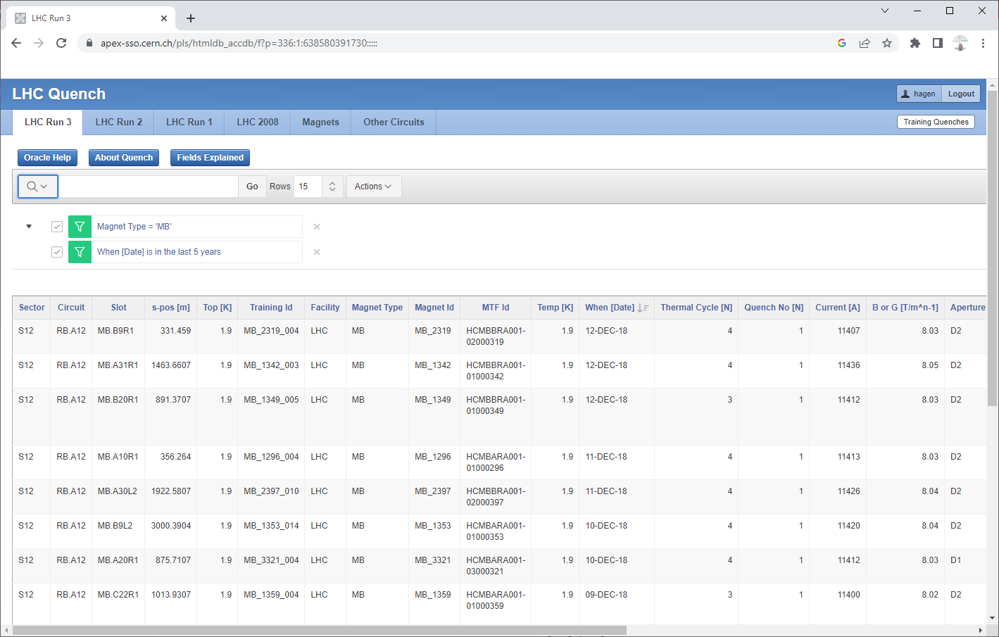 LHC Run 3
apex-sso.cern.ch/pls/htmldb_accdb/f?p=336:1:638580391730:::::
LHC Quench
hagen Logout
LHC Run 3 LHC Run 2 LHC Run 1 LHC 2008 Magnets Other Circuits Training Quenches
Oracle Help About Quench Fields Explained
Go Rows 15 Actions
Magnet Type = 'MB'
When [Date] is in the last 5 years
Sector Circuit Slot s-pos [m] Top [K] Training Id Facility Magnet Type Magnet Id MTF Id Temp [K] When [Date] Thermal Cycle [N] Quench No [N] Current [A] B or G [T/m^n-1] Aperture
S12 RB.A12 MB.B9R1 331.459 1.9 MB_2319_004 LHC MB MB_2319 HCMBBRA001- 1.9 12-DEC-18 4 1 11407 8.03 D2
02000319
S12 RB.A12 MB.A31R1 1463.6607 1.9 MB_1342_003 LHC MB MB_1342 HCMBBRA001- 1.9 12-DEC-18 4 1 11436 8.05 D2
01000342
S12 RB.A12 MB.B20R1 891.3707 1.9 MB_1349_005 LHC MB MB_1349 HCMBBRA001- 1.9 12-DEC-18 3 1 11412 8.03 D2
01000349
S12 RB.A12 MB.A10R1 356.264 1.9 MB_1296_004 LHC MB MB_1296 HCMBARA001- 1.9 11-DEC-18 4 1 11413 8.03 D2
01000296
S12 RB.A12 MB.A30L2 1922.5807 1.9 MB_2397_010 LHC MB MB_2397 HCMBBRA001- 1.9 11-DEC-18 4 1 11426 8.04 D2
02000397
S12 RB.A12 MB.B9L2 3000.3904 1.9 MB_1353_014 LHC MB MB_1353 HCMBARA001- 1.9 10-DEC-18 4 1 11420 8.04 D2
01000353
S12 RB.A12 MB.A20R1 875.7107 1.9 MB_3321_004 LHC MB MB_3321 HCMBARA001- 1.9 10-DEC-18 4 1 11412 8.03 D1
03000321
S12 RB.A12 MB.C22R1 1013.9307 1.9 MB_1359_004 LHC MB MB_1359 HCMBARA001- 1.9 09-DEC-18 3 1 11400 8.02 D2
01000359